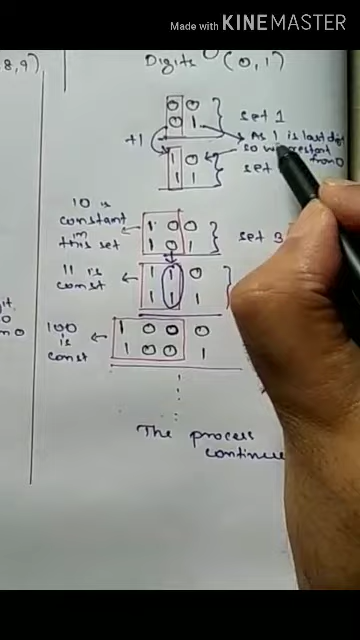 Made with KINEMASTER
8,9)
Digits (0,1)
0 0
0 1
set 1
+1
As 1 is last digit
so we restart
from 0
1 0
1 1
set
10 is
constant
in
this set
1 0 0
1 0 1
set 3
11 is
const
1 1 0
1 1 1
100
is
const
1 0 0 0
1 0 0 1
The process
continue